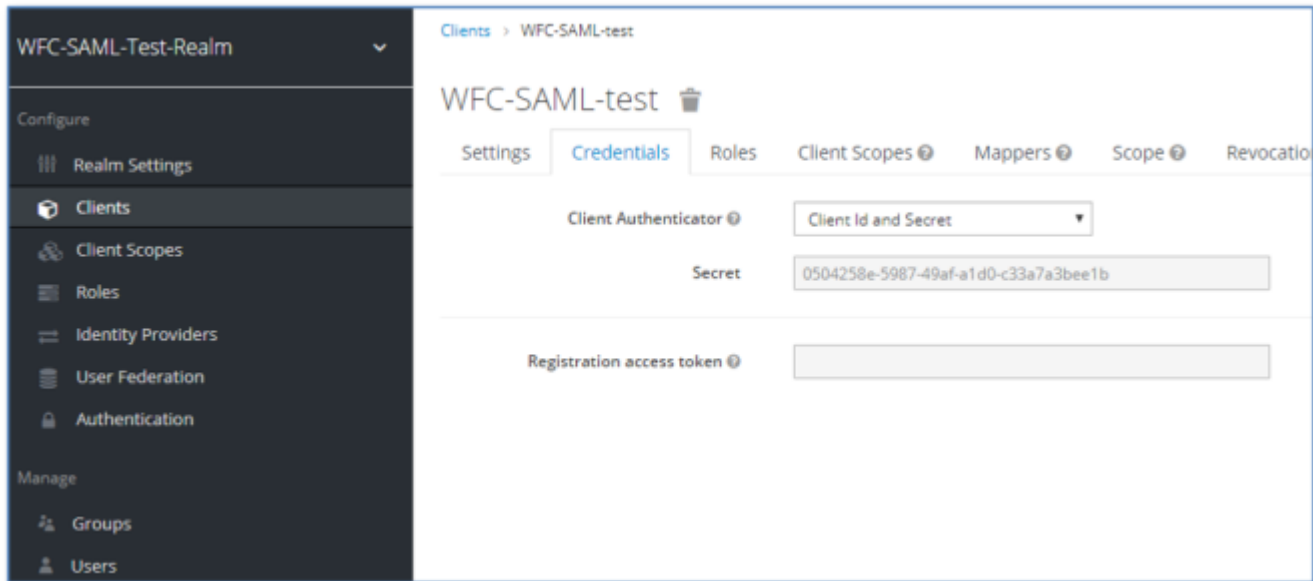 WFC-SAML-Test-Realm
Configure
Realm Settings
Clients
Client Scopes
Roles
Identity Providers
User Federation
Authentication
Manage
Groups
Users
Clients > WFC-SAML-test
WFC-SAML-test
Settings Credentials Roles Client Scopes Mappers Scope Revocatio
Client Authenticator Client Id and Secret
Secret 0504258e-5987-49af-a1d0-c33a7a3bee1b
Registration access token